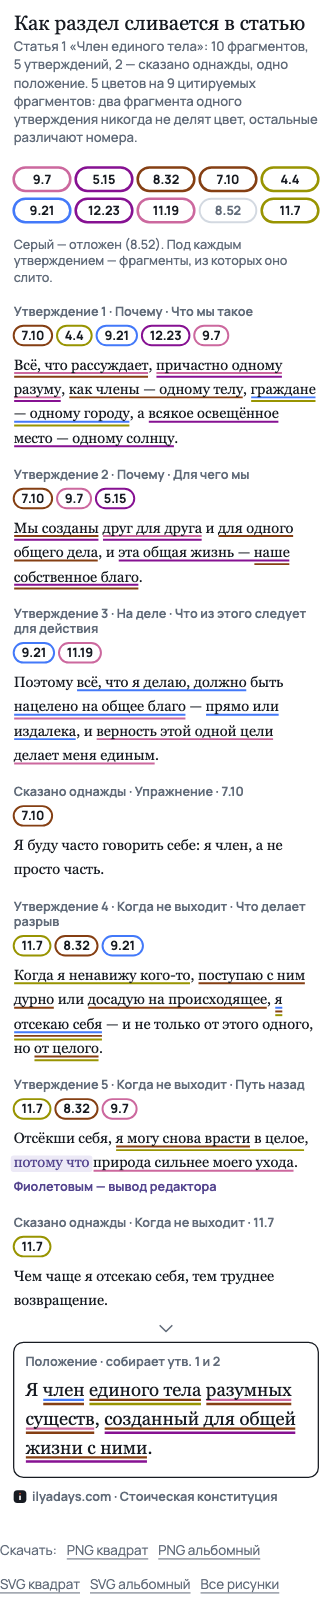 Как раздел сливается в статью
Статья 1 «Член единого тела»: 10 фрагментов,
5 утверждений, 2 — сказано однажды, одно
положение. 5 цветов на 9 цитируемых
фрагментов: два фрагмента одного
утверждения никогда не делят цвет, остальные
различают номера.
9.7 5.15 8.32 7.10 4.4
9.21 12.23 11.19 8.52 11.7
Серый — отложен (8.52). Под каждым
утверждением — фрагменты, из которых оно
слито.
Утверждение 1 · Почему · Что мы такое
7.10 4.4 9.21 12.23 9.7
Всё, что рассуждает, причастно одному
разуму, как члены — одному телу, граждане
— одному городу, а всякое освещённое
место — одному солнцу.
Утверждение 2 · Почему · Для чего мы
7.10 9.7 5.15
Мы созданы друг для друга и для одного
общего дела, и эта общая жизнь — наше
собственное благо.
Утверждение 3 · На деле · Что из этого следует
для действия
9.21 11.19
Поэтому всё, что я делаю, должно быть
нацелено на общее благо — прямо или
издалека, и верность этой одной цели
делает меня единым.
Сказано однажды · Упражнение · 7.10
7.10
Я буду часто говорить себе: я член, а не
просто часть.
Утверждение 4 · Когда не выходит · Что делает
разрыв
11.7 8.32 9.21
Когда я ненавижу кого-то, поступаю с ним
дурно или досадую на происходящее, я
отсекаю себя — и не только от этого одного,
но от целого.
Утверждение 5 · Когда не выходит · Путь назад
11.7 8.32 9.7
Отсёкши себя, я могу снова врасти в целое,
потому что природа сильнее моего ухода.
Фиолетовым — вывод редактора
Сказано однажды · Когда не выходит · 11.7
11.7
Чем чаще я отсекаю себя, тем труднее
возвращение.
Положение · собирает утв. 1 и 2
Я член единого тела разумных
существ, созданный для общей
жизни с ними.
ilyadays.com · Стоическая конституция
Скачать: PNG квадрат PNG альбомный
SVG квадрат SVG альбомный Все рисунки